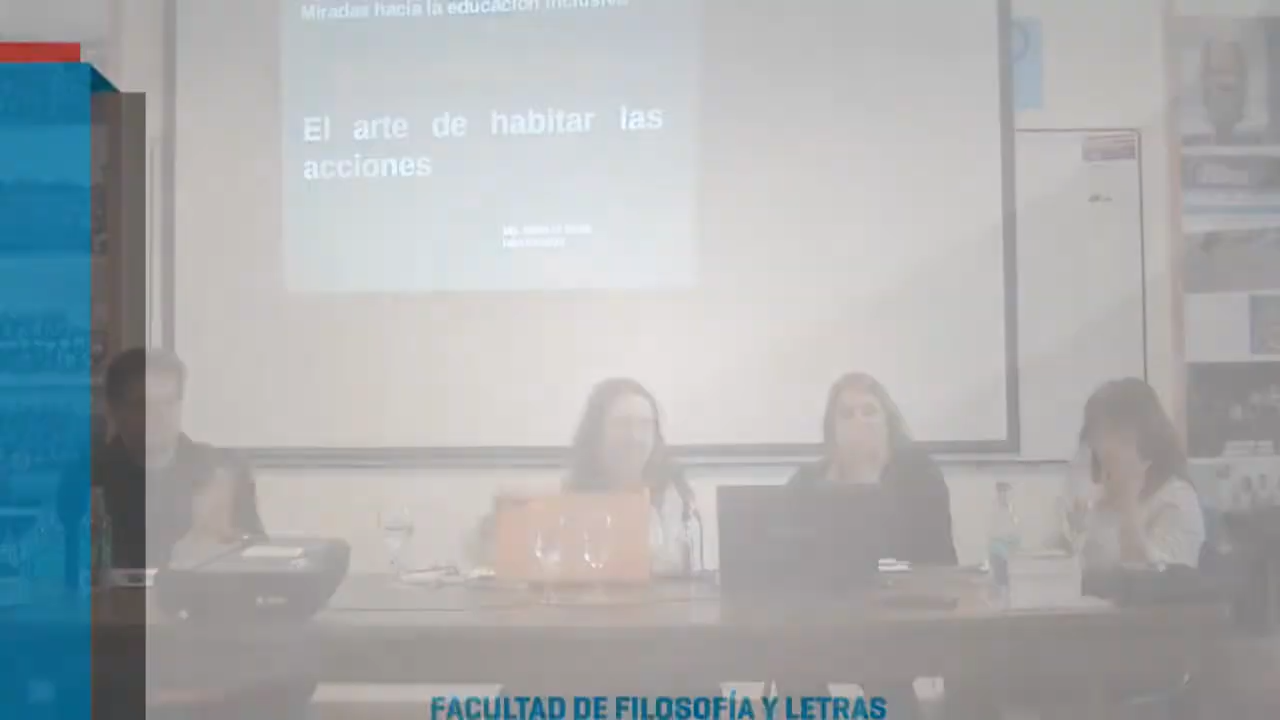 Miradas hacia la educación inclusiva
El arte de habitar las
acciones
FACULTAD DE FILOSOFÍA Y LETRAS